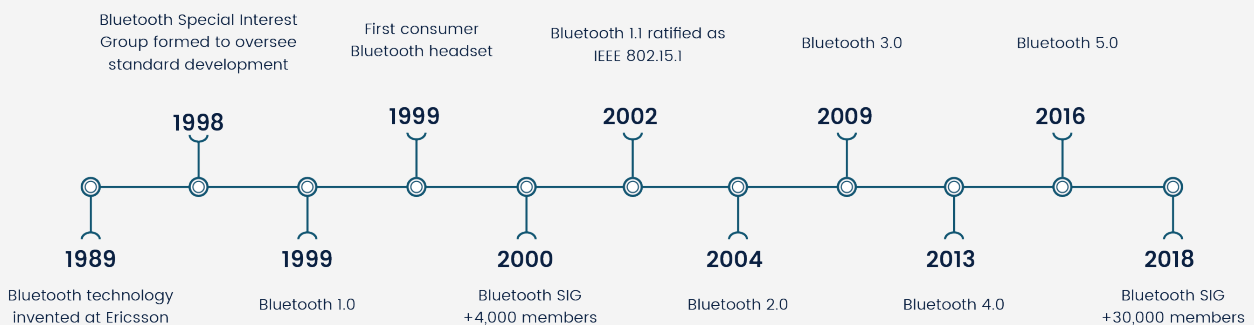 Bluetooth Special Interest
Group formed to oversee
standard development
1998
First consumer
Bluetooth headset
1999
Bluetooth 1.1 ratified as
IEEE 802.15.1
2002
Bluetooth 3.0
2009
Bluetooth 5.0
2016
1989
Bluetooth technology
invented at Ericsson
1999
Bluetooth 1.0
2000
Bluetooth SIG
+4,000 members
2004
Bluetooth 2.0
2013
Bluetooth 4.0
2018
Bluetooth SIG
+30,000 members